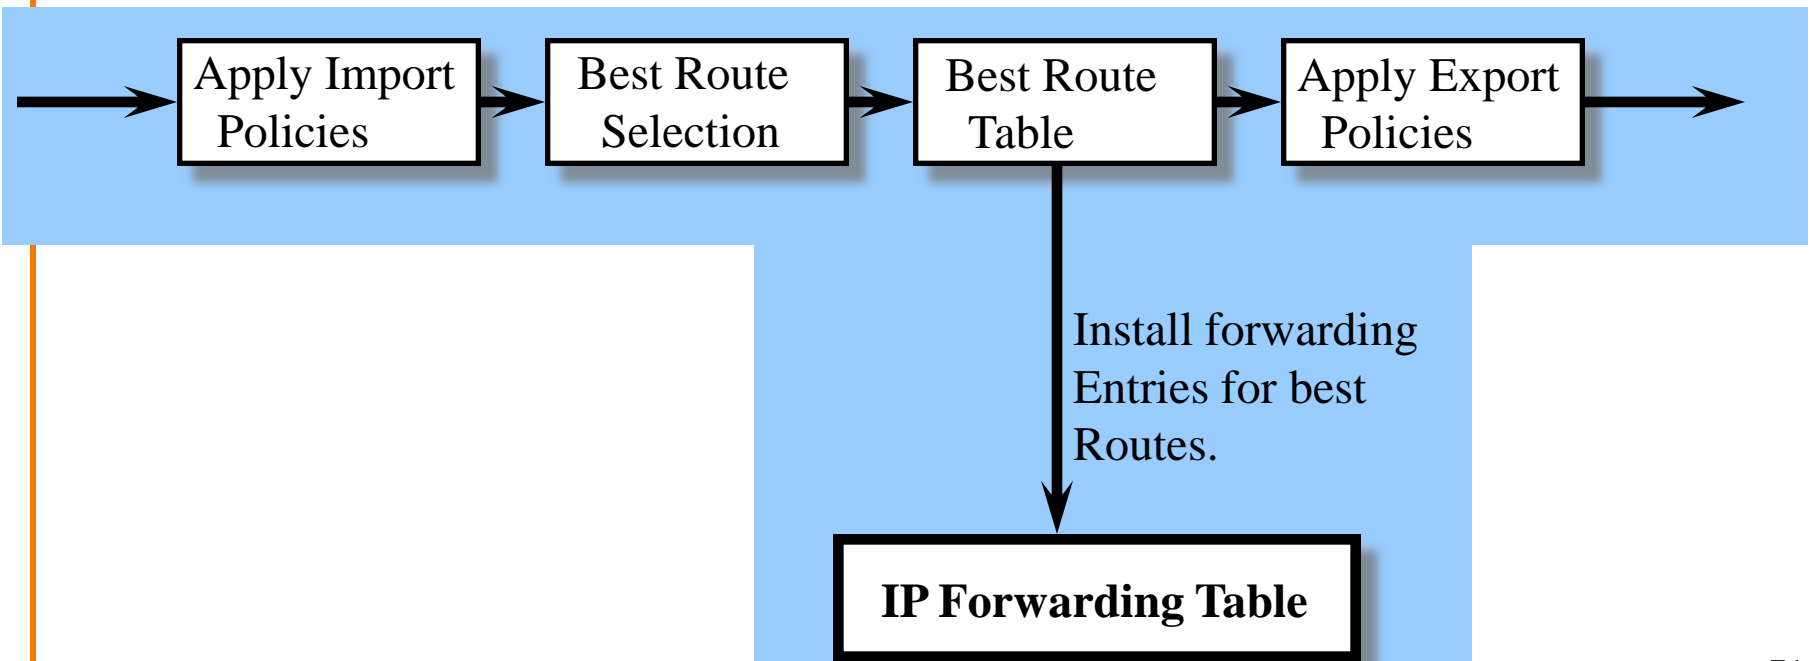 Apply Import
Policies
Best Route
Selection
Best Route
Table
Apply Export
Policies
Install forwarding
Entries for best
Routes.
IP Forwarding Table